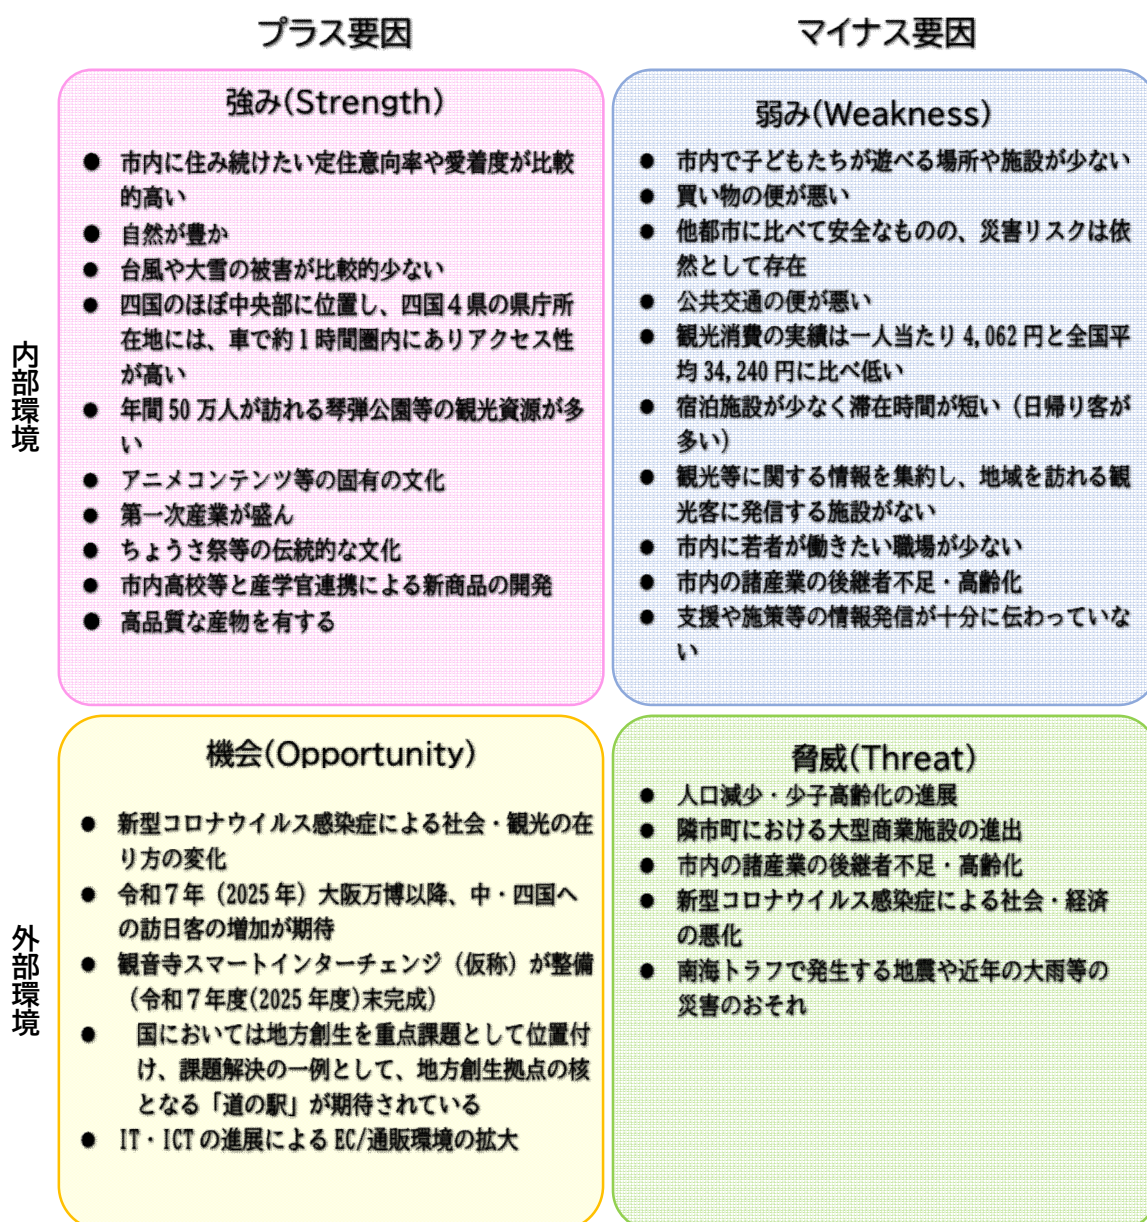 プラス要因
マイナス要因
内部環境
強み(Strength)
● 市内に住み続けたい定住意向率や愛着度が比較
的高い
● 自然が豊か
● 台風や大雪の被害が比較的少ない
● 四国のほぼ中央部に位置し、四国４県の県庁所
在地には、車で約１時間圏内にありアクセス性
が高い
● 年間 50 万人が訪れる琴弾公園等の観光資源が多
い
● アニメコンテンツ等の固有の文化
● 第一次産業が盛ん
● ちょうさ祭等の伝統的な文化
● 市内高校等と産学官連携による新商品の開発
● 高品質な産物を有する
弱み(Weakness)
● 市内で子どもたちが遊べる場所や施設が少ない
● 買い物の便が悪い
● 他都市に比べて安全なものの、災害リスクは依
然として存在
● 公共交通の便が悪い
● 観光消費の実績は一人当たり 4,062 円と全国平
均 34,240 円に比べ低い
● 宿泊施設が少なく滞在時間が短い（日帰り客が
多い）
● 観光等に関する情報を集約し、地域を訪れる観
光客に発信する施設がない
● 市内に若者が働きたい職場が少ない
● 市内の諸産業の後継者不足・高齢化
● 支援や施策等の情報発信が十分に伝わっていな
い
外部環境
機会(Opportunity)
● 新型コロナウイルス感染症による社会・観光の在
り方の変化
● 令和７年（2025 年）大阪万博以降、中・四国へ
の訪日客の増加が期待
● 観音寺スマートインターチェンジ（仮称）が整備
（令和７年度(2025 年度)末完成）
● 国においては地方創生を重点課題として位置付
け、課題解決の一例として、地方創生拠点の核
となる「道の駅」が期待されている
● IT・ICT の進展による EC/通販環境の拡大
脅威(Threat)
● 人口減少・少子高齢化の進展
● 隣市町における大型商業施設の進出
● 市内の諸産業の後継者不足・高齢化
● 新型コロナウイルス感染症による社会・経済
の悪化
● 南海トラフで発生する地震や近年の大雨等の
災害のおそれ